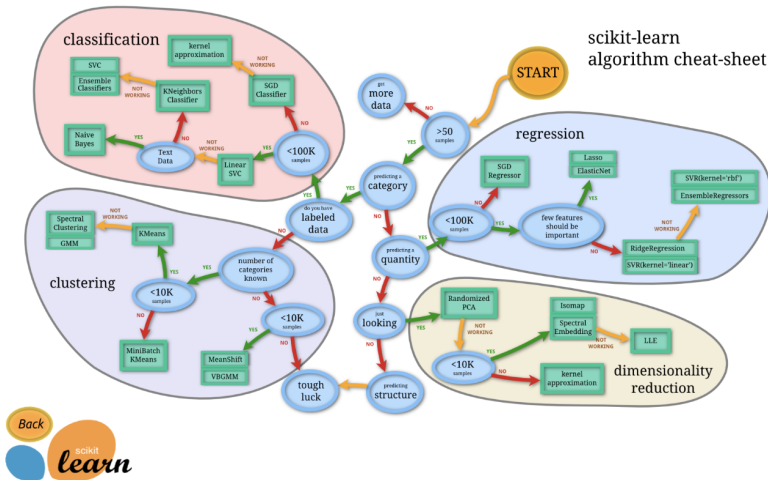 scikit-learn
algorithm cheat-sheet
START
get
more
data
NO
>50
samples
YES
predicting a
category
YES
NO
do you have
labeled
data
YES
NO
predicting a
quantity
YES
NO
just
looking
YES
NO
predicting
structure
tough
luck
classification
kernel
approximation
NOT
WORKING
SGD
Classifier
NO
<100K
samples
YES
Linear
SVC
NOT
WORKING
Text
Data
YES
Naive
Bayes
NO
KNeighbors
Classifier
NOT
WORKING
SVC
Ensemble
Classifiers
regression
SGD
Regressor
NO
<100K
samples
YES
few features
should be
important
YES
Lasso
ElasticNet
NO
RidgeRegression
SVR(kernel='linear')
NOT
WORKING
SVR(kernel='rbf')
EnsembleRegressors
clustering
Spectral
Clustering
GMM
NOT
WORKING
KMeans
YES
number of
categories
known
YES
NO
<10K
samples
NO
MiniBatch
KMeans
<10K
samples
YES
NO
MeanShift
VBGMM
dimensionality
reduction
Randomized
PCA
NOT
WORKING
<10K
samples
YES
NO
Isomap
Spectral
Embedding
NOT
WORKING
LLE
kernel
approximation
Back
scikit
learn